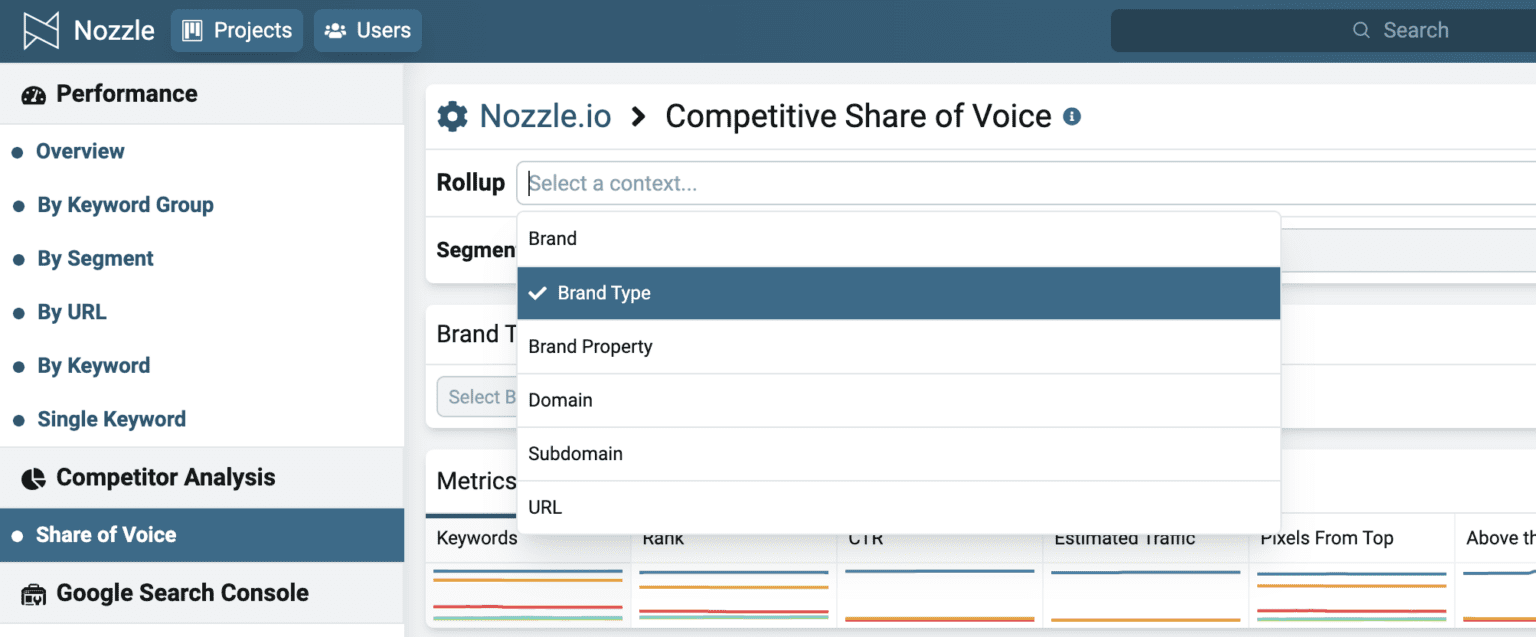 Nozzle Projects Users Search
Performance
Overview
By Keyword Group
By Segment
By URL
By Keyword
Single Keyword
Competitor Analysis
Share of Voice
Google Search Console
Nozzle.io Competitive Share of Voice
Rollup Select a context...
Segmen
Brand
Brand Type
Brand Property
Domain
Subdomain
URL
Brand T
Select B
Metrics
Keywords Rank CTR Estimated Traffic Pixels From Top Above th